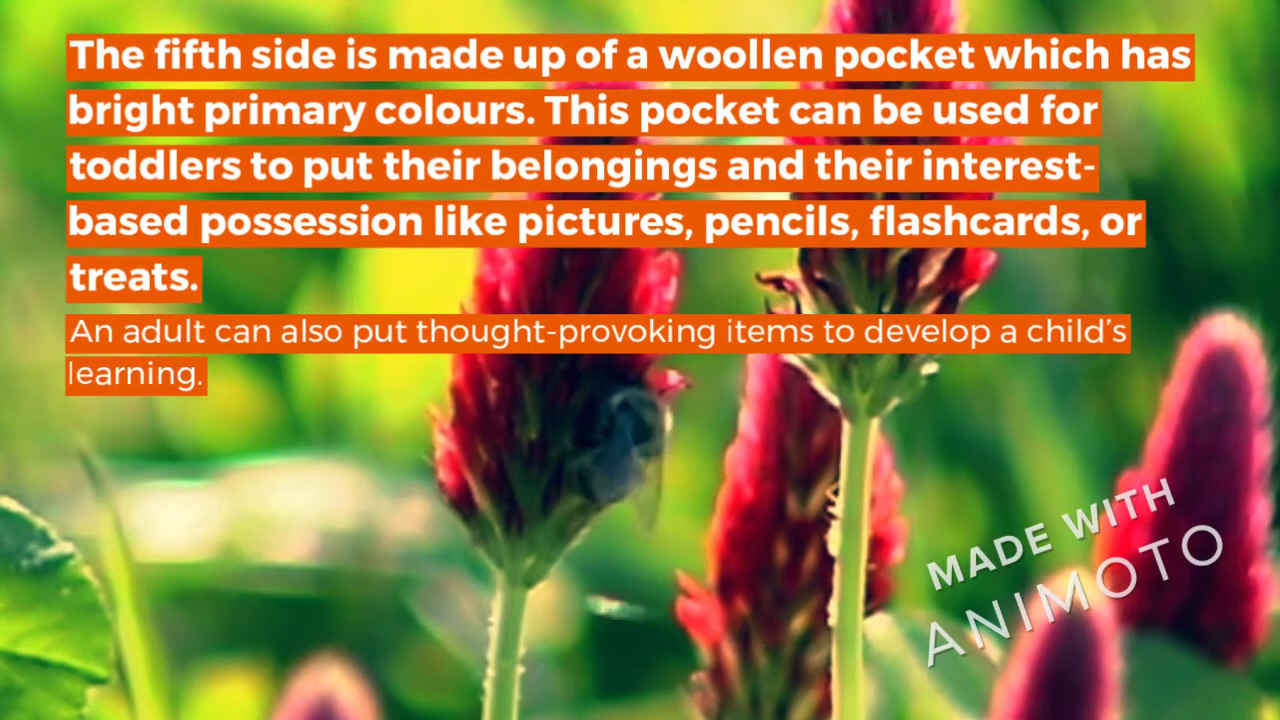 The fifth side is made up of a woollen pocket which has
bright primary colours. This pocket can be used for
toddlers to put their belongings and their interest-
based possession like pictures, pencils, flashcards, or
treats.
An adult can also put thought-provoking items to develop a child's
learning.
MADE WITH
ANIMOTO